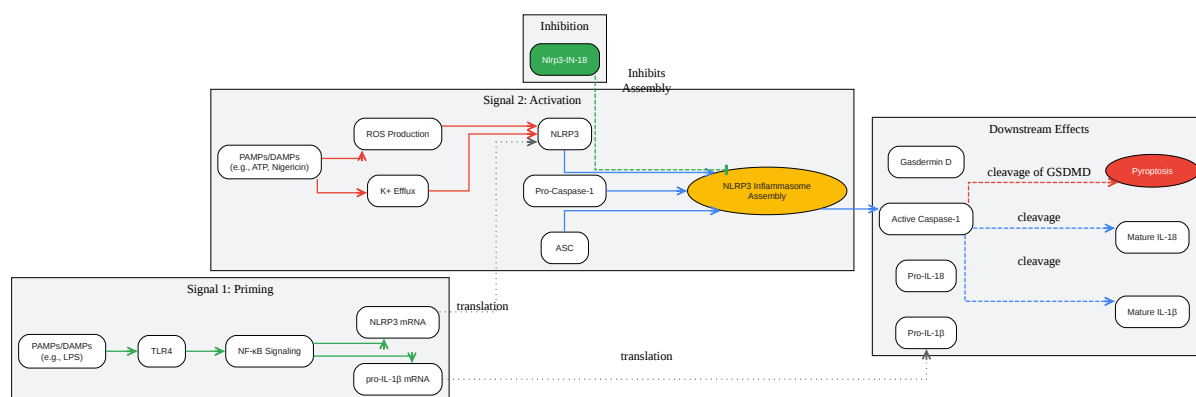 Inhibition
Nlrp3-IN-18
Inhibits
Assembly
Signal 2: Activation
ROS Production
NLRP3
PAMPs/DAMPs
(e.g., ATP, Nigericin)
K+ Efflux
Pro-Caspase-1
NLRP3 Inflammasome
Assembly
ASC
Downstream Effects
Gasdermin D
cleavage of GSDMD
Pyroptosis
Active Caspase-1
cleavage
Mature IL-18
cleavage
Pro-IL-18
Mature IL-1β
Pro-IL-1β
Signal 1: Priming
translation
NLRP3 mRNA
PAMPs/DAMPs
(e.g., LPS)
TLR4
NF-κB Signaling
pro-IL-1β mRNA
translation